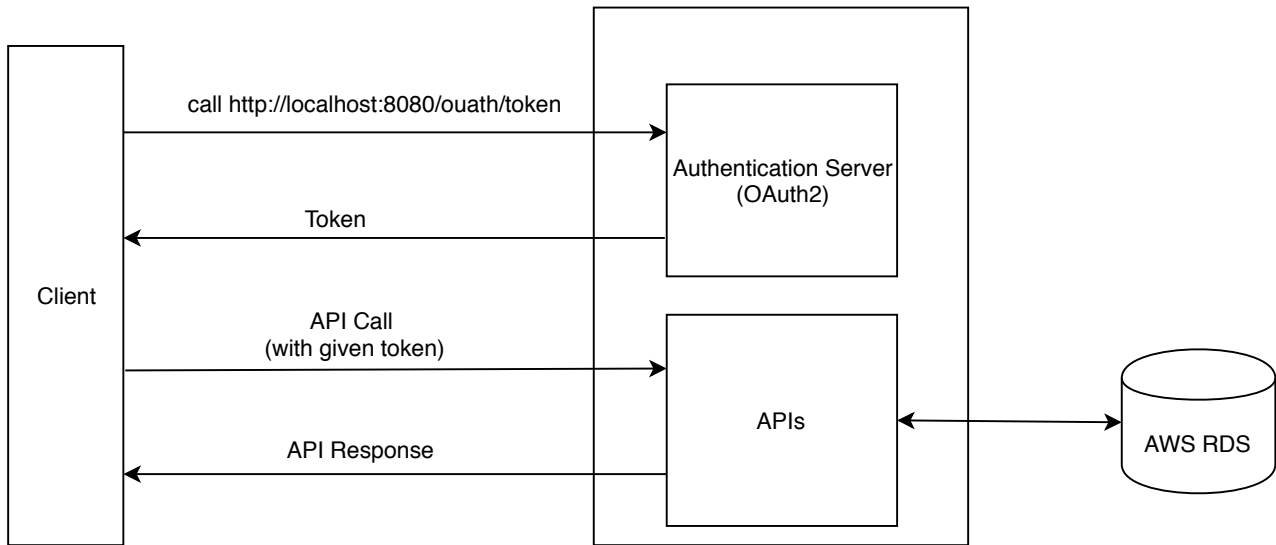 call http://localhost:8080/ouath/token
Authentication Server
(OAuth2)
Token
Client
API Call
(with given token)
APIs
API Response
AWS RDS